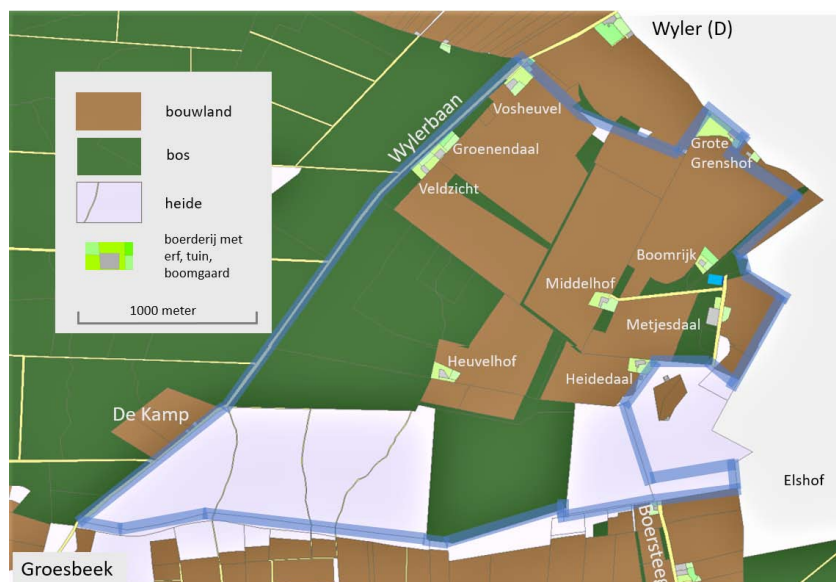 Wyler (D)
bouwland
bos
heide
boerderij met
erf, tuin,
boomgaard
1000 meter
Wylerbaan
Vosheuvel
Groenendaal
Veldzicht
Grote
Grenshof
Boomrijk
Middelhof
Metjesdaal
Heuvelhof
Heidedaal
De Kamp
Elshof
Boersteeg
Groesbeek